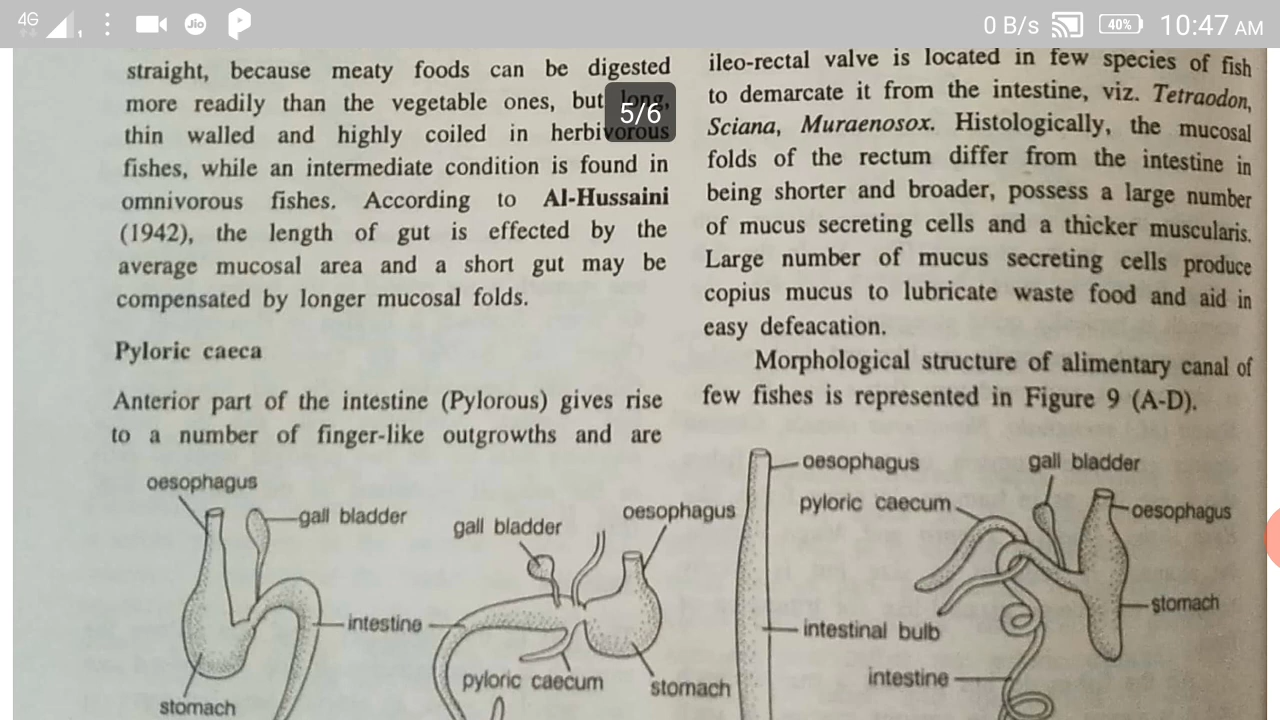 4G
1
Jio
0 B/s
40%
10:47 AM
5/6
straight, because meaty foods can be digested
more readily than the vegetable ones, but long,
thin walled and highly coiled in herbivorous
fishes, while an intermediate condition is found in
omnivorous fishes. According to Al-Hussaini
(1942), the length of gut is effected by the
average mucosal area and a short gut may be
compensated by longer mucosal folds.
Pyloric caeca
Anterior part of the intestine (Pylorous) gives rise
to a number of finger-like outgrowths and are
ileo-rectal valve is located in few species of fish
to demarcate it from the intestine, viz. Tetraodon,
Sciana, Muraenosox. Histologically, the mucosal
folds of the rectum differ from the intestine in
being shorter and broader, possess a large number
of mucus secreting cells and a thicker muscularis.
Large number of mucus secreting cells produce
copius mucus to lubricate waste food and aid in
easy defeacation.
Morphological structure of alimentary canal of
few fishes is represented in Figure 9 (A-D).
oesophagus
gall bladder
intestine
stomach
gall bladder
oesophagus
pyloric caecum
stomach
oesophagus
intestinal bulb
pyloric caecum
gall bladder
oesophagus
stomach
intestine